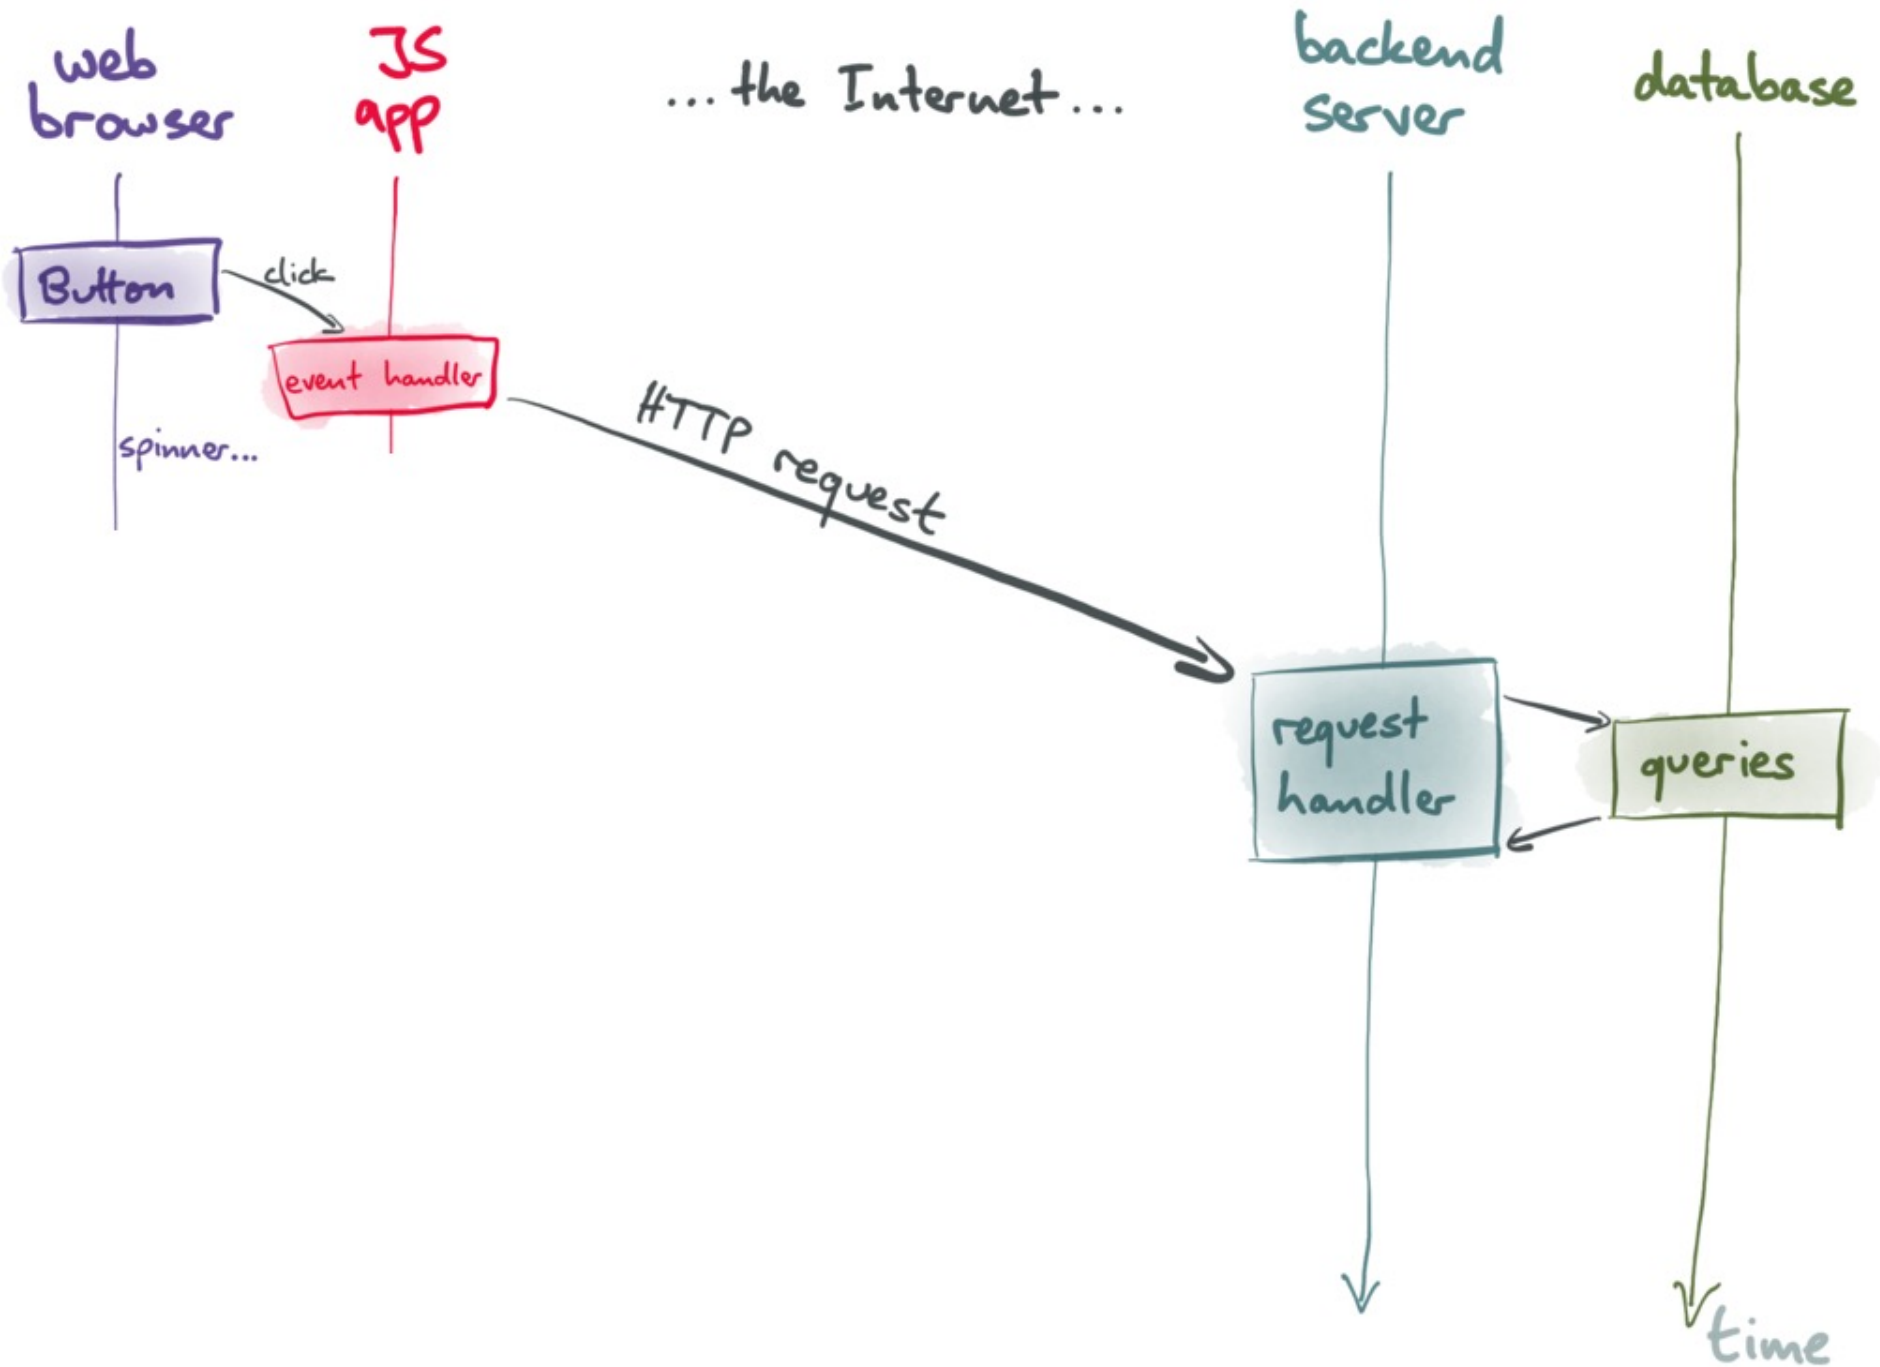 web
browser
JS
app
...the Internet...
backend
server
database
Button
click
event handler
spinner...
HTTP request
request
handler
queries
time